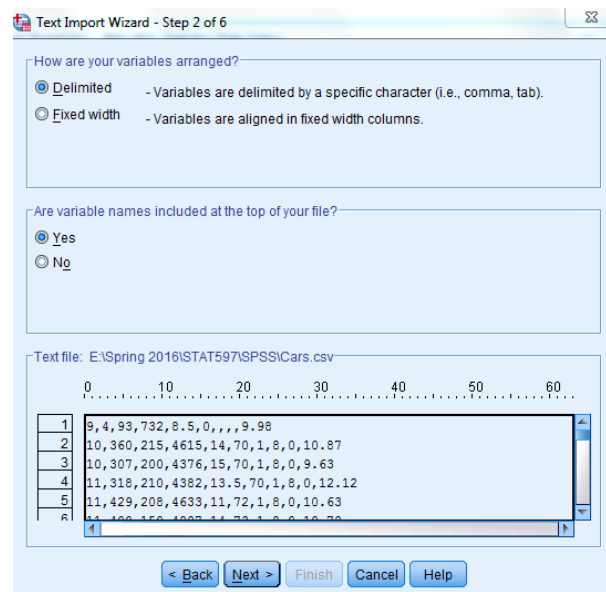 Text Import Wizard - Step 2 of 6
How are your variables arranged?
Delimited - Variables are delimited by a specific character (i.e., comma, tab).
Fixed width - Variables are aligned in fixed width columns.
Are variable names included at the top of your file?
Yes
No
Text file: E:\Spring 2016\STAT597\SPSS\Cars.csv
0 10 20 30 40 50 60
1 9,4,93,732,8.5,0,,,,9.98
2 10,360,215,4615,14,70,1,8,0,10.87
3 10,307,200,4376,15,70,1,8,0,9.63
4 11,318,210,4382,13.5,70,1,8,0,12.12
5 11,429,208,4633,11,72,1,8,0,10.63
6
< Back Next > Finish Cancel Help